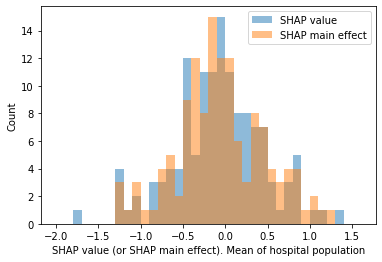 SHAP value
SHAP main effect
Count
14
12
10
8
6
4
2
0
-2.0 -1.5 -1.0 -0.5 0.0 0.5 1.0 1.5
SHAP value (or SHAP main effect). Mean of hospital population